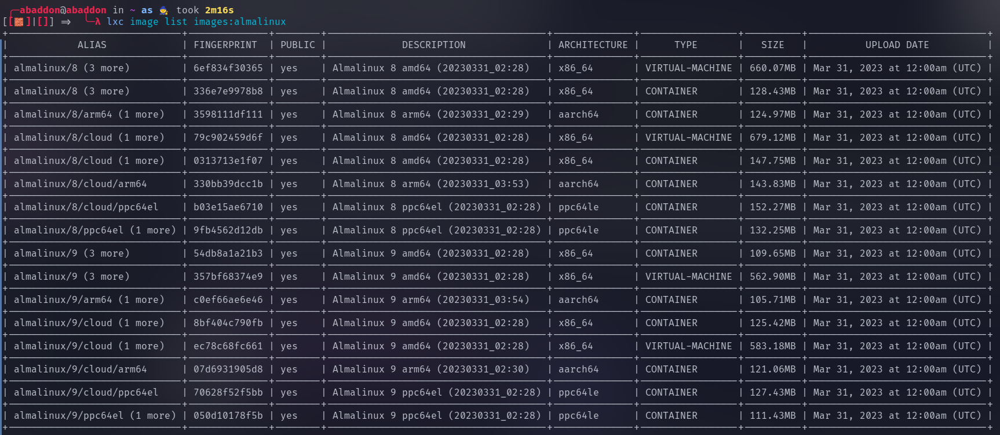 ╭─abaddon@abaddon in ~ as 🧙 took 2m16s
[[🧱]|[]] => ╰─λ lxc image list images:almalinux
| ALIAS | FINGERPRINT | PUBLIC | DESCRIPTION | ARCHITECTURE | TYPE | SIZE | UPLOAD DATE |
| almalinux/8 (3 more) | 6ef834f30365 | yes | Almalinux 8 amd64 (20230331_02:28) | x86_64 | VIRTUAL-MACHINE | 660.07MB | Mar 31, 2023 at 12:00am (UTC) |
| almalinux/8 (3 more) | 336e7e9978b8 | yes | Almalinux 8 amd64 (20230331_02:28) | x86_64 | CONTAINER | 128.43MB | Mar 31, 2023 at 12:00am (UTC) |
| almalinux/8/arm64 (1 more) | 3598111df111 | yes | Almalinux 8 arm64 (20230331_02:29) | aarch64 | CONTAINER | 124.97MB | Mar 31, 2023 at 12:00am (UTC) |
| almalinux/8/cloud (1 more) | 79c902459d6f | yes | Almalinux 8 amd64 (20230331_02:28) | x86_64 | VIRTUAL-MACHINE | 679.12MB | Mar 31, 2023 at 12:00am (UTC) |
| almalinux/8/cloud (1 more) | 0313713e1f07 | yes | Almalinux 8 amd64 (20230331_02:28) | x86_64 | CONTAINER | 147.75MB | Mar 31, 2023 at 12:00am (UTC) |
| almalinux/8/cloud/arm64 | 330bb39dcc1b | yes | Almalinux 8 arm64 (20230331_03:53) | aarch64 | CONTAINER | 143.83MB | Mar 31, 2023 at 12:00am (UTC) |
| almalinux/8/cloud/ppc64el | b03e15ae6710 | yes | Almalinux 8 ppc64el (20230331_02:28) | ppc64le | CONTAINER | 152.27MB | Mar 31, 2023 at 12:00am (UTC) |
| almalinux/8/ppc64el (1 more) | 9fb4562d12db | yes | Almalinux 8 ppc64el (20230331_02:28) | ppc64le | CONTAINER | 132.25MB | Mar 31, 2023 at 12:00am (UTC) |
| almalinux/9 (3 more) | 54db8a1a21b3 | yes | Almalinux 9 amd64 (20230331_02:28) | x86_64 | CONTAINER | 109.65MB | Mar 31, 2023 at 12:00am (UTC) |
| almalinux/9 (3 more) | 357bf68374e9 | yes | Almalinux 9 amd64 (20230331_02:28) | x86_64 | VIRTUAL-MACHINE | 562.90MB | Mar 31, 2023 at 12:00am (UTC) |
| almalinux/9/arm64 (1 more) | c0ef66ae6e46 | yes | Almalinux 9 arm64 (20230331_03:54) | aarch64 | CONTAINER | 105.71MB | Mar 31, 2023 at 12:00am (UTC) |
| almalinux/9/cloud (1 more) | 8bf404c790fb | yes | Almalinux 9 amd64 (20230331_02:28) | x86_64 | CONTAINER | 125.42MB | Mar 31, 2023 at 12:00am (UTC) |
| almalinux/9/cloud (1 more) | ec78c68fc661 | yes | Almalinux 9 amd64 (20230331_02:28) | x86_64 | VIRTUAL-MACHINE | 583.18MB | Mar 31, 2023 at 12:00am (UTC) |
| almalinux/9/cloud/arm64 | 07d6931905d8 | yes | Almalinux 9 arm64 (20230331_02:30) | aarch64 | CONTAINER | 121.06MB | Mar 31, 2023 at 12:00am (UTC) |
| almalinux/9/cloud/ppc64el | 70628f52f5bb | yes | Almalinux 9 ppc64el (20230331_02:28) | ppc64le | CONTAINER | 127.43MB | Mar 31, 2023 at 12:00am (UTC) |
| almalinux/9/ppc64el (1 more) | 050d10178f5b | yes | Almalinux 9 ppc64el (20230331_02:28) | ppc64le | CONTAINER | 111.43MB | Mar 31, 2023 at 12:00am (UTC) |